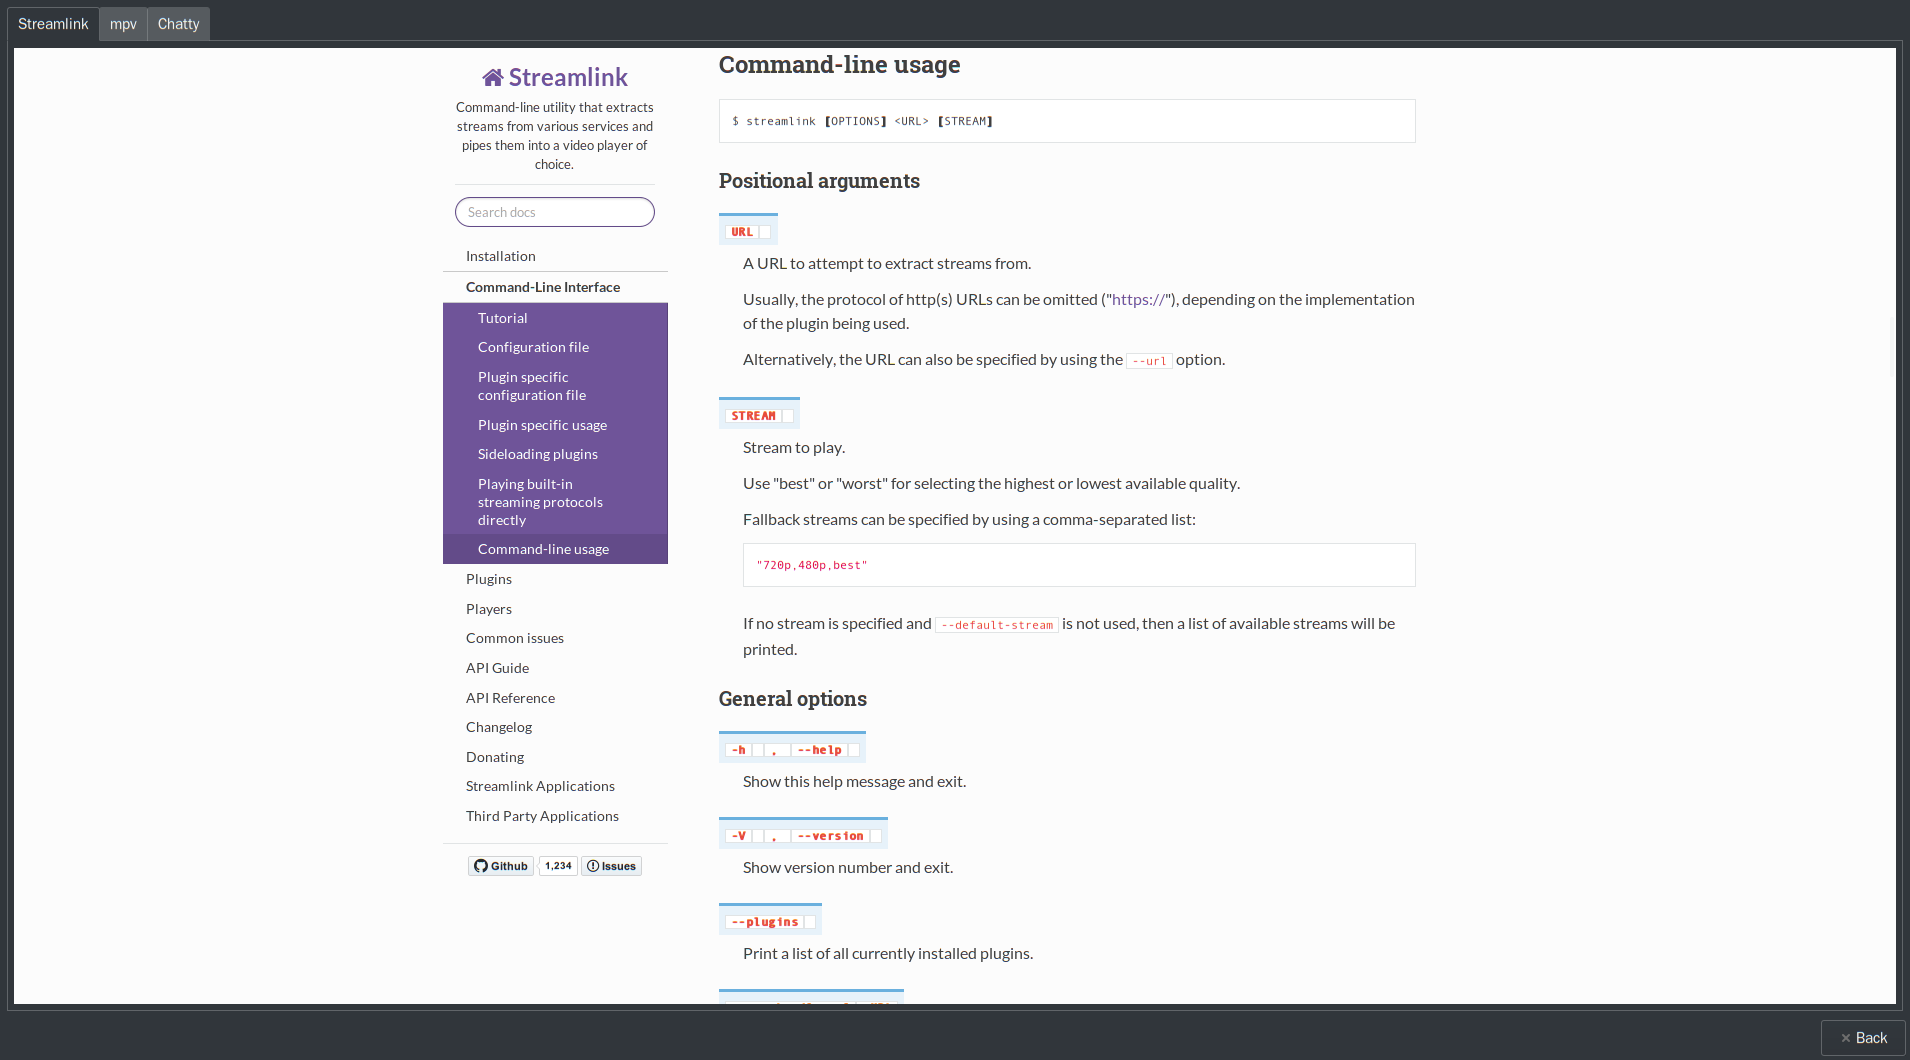 Streamlink mpv Chatty
Streamlink
Command-line utility that extracts
streams from various services and
pipes them into a video player of
choice.
Search docs
Installation
Command-Line Interface
Tutorial
Configuration file
Plugin specific
configuration file
Plugin specific usage
Sideloading plugins
Playing built-in
streaming protocols
directly
Command-line usage
Plugins
Players
Common issues
API Guide
API Reference
Changelog
Donating
Streamlink Applications
Third Party Applications
Github 1,234 Issues
Command-line usage
$ streamlink [OPTIONS] <URL> [STREAM]
Positional arguments
URL
A URL to attempt to extract streams from.
Usually, the protocol of http(s) URLs can be omitted ("https://"), depending on the implementation
of the plugin being used.
Alternatively, the URL can also be specified by using the --url option.
STREAM
Stream to play.
Use "best" or "worst" for selecting the highest or lowest available quality.
Fallback streams can be specified by using a comma-separated list:
"720p,480p,best"
If no stream is specified and --default-stream is not used, then a list of available streams will be
printed.
General options
-h , --help
Show this help message and exit.
-V , --version
Show version number and exit.
--plugins
Print a list of all currently installed plugins.
Back